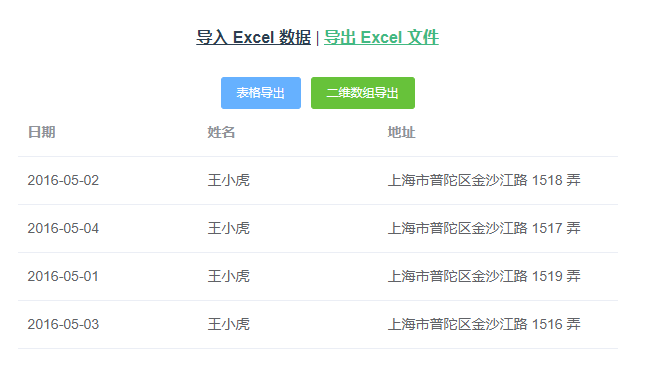 导入 Excel 数据 | 导出 Excel 文件
表格导出 二维数组导出
日期 姓名 地址
2016-05-02 王小虎 上海市普陀区金沙江路 1518 弄
2016-05-04 王小虎 上海市普陀区金沙江路 1517 弄
2016-05-01 王小虎 上海市普陀区金沙江路 1519 弄
2016-05-03 王小虎 上海市普陀区金沙江路 1516 弄